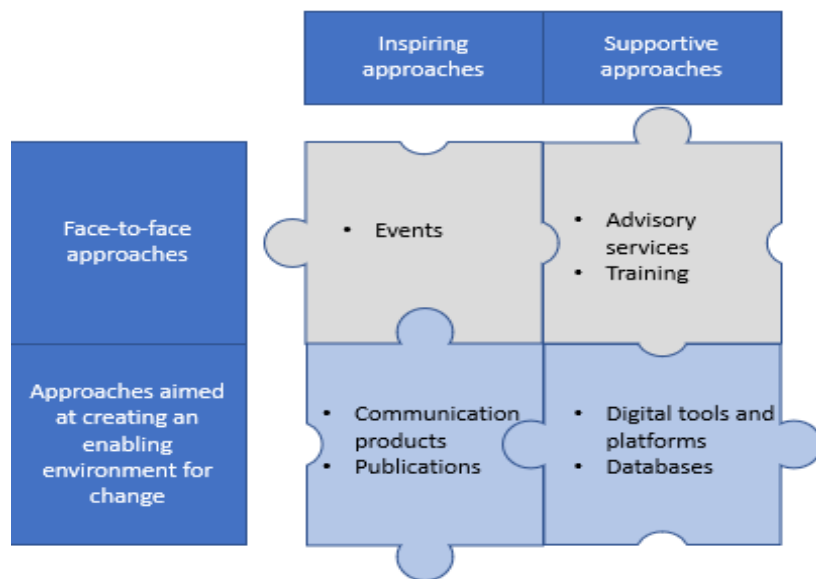 Inspiring
approaches
Supportive
approaches
Face-to-face
approaches
• Events
• Advisory
services
• Training
Approaches aimed
at creating an
enabling
environment for
change
• Communication
products
• Publications
• Digital tools and
platforms
• Databases